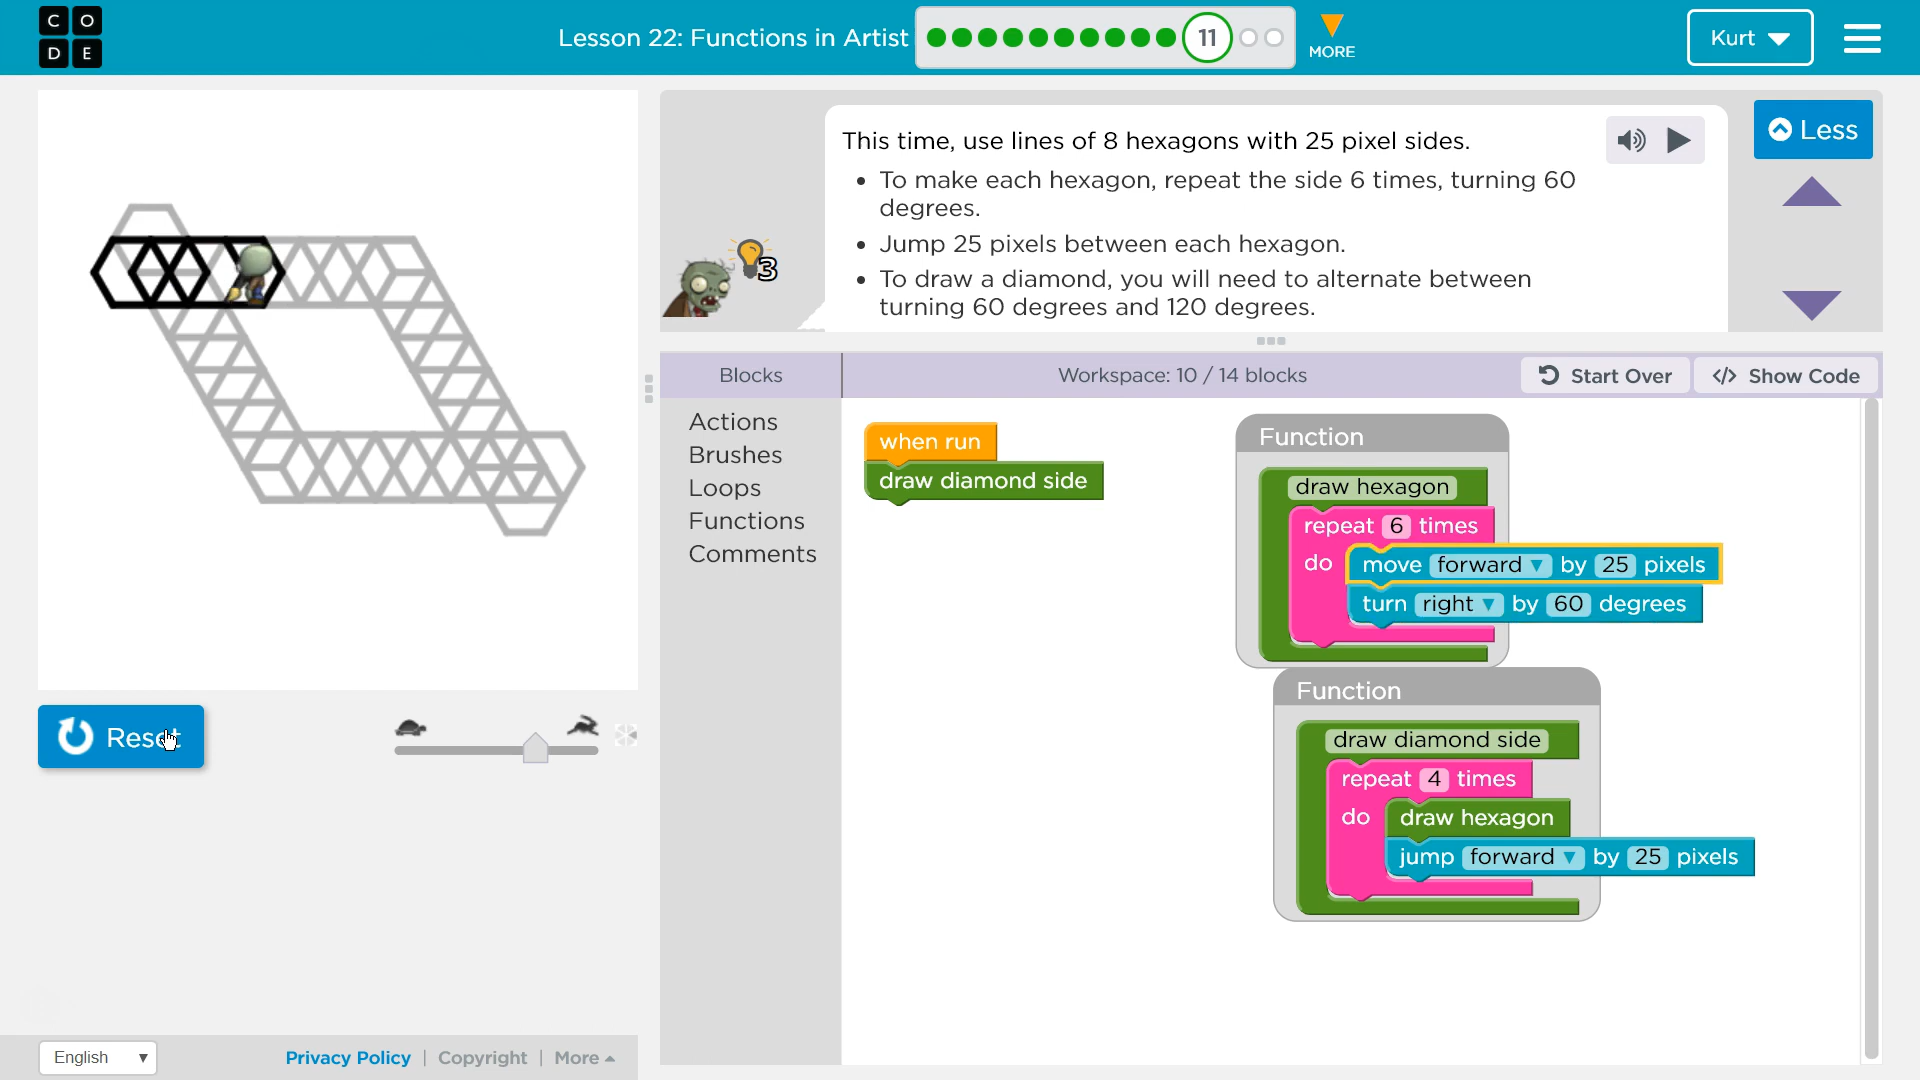 C O
D E
Lesson 22: Functions in Artist
11
MORE
Kurt
This time, use lines of 8 hexagons with 25 pixel sides.
• To make each hexagon, repeat the side 6 times, turning 60
degrees.
• Jump 25 pixels between each hexagon.
• To draw a diamond, you will need to alternate between
turning 60 degrees and 120 degrees.
3
Less
Blocks
Workspace: 10 / 14 blocks
Start Over
</> Show Code
Actions
Brushes
Loops
Functions
Comments
when run
draw diamond side
Function
draw hexagon
repeat 6 times
do
move forward ▼ by 25 pixels
turn right ▼ by 60 degrees
Function
draw diamond side
repeat 4 times
do
draw hexagon
jump forward ▼ by 25 pixels
Reset
English ▼
Privacy Policy | Copyright | More